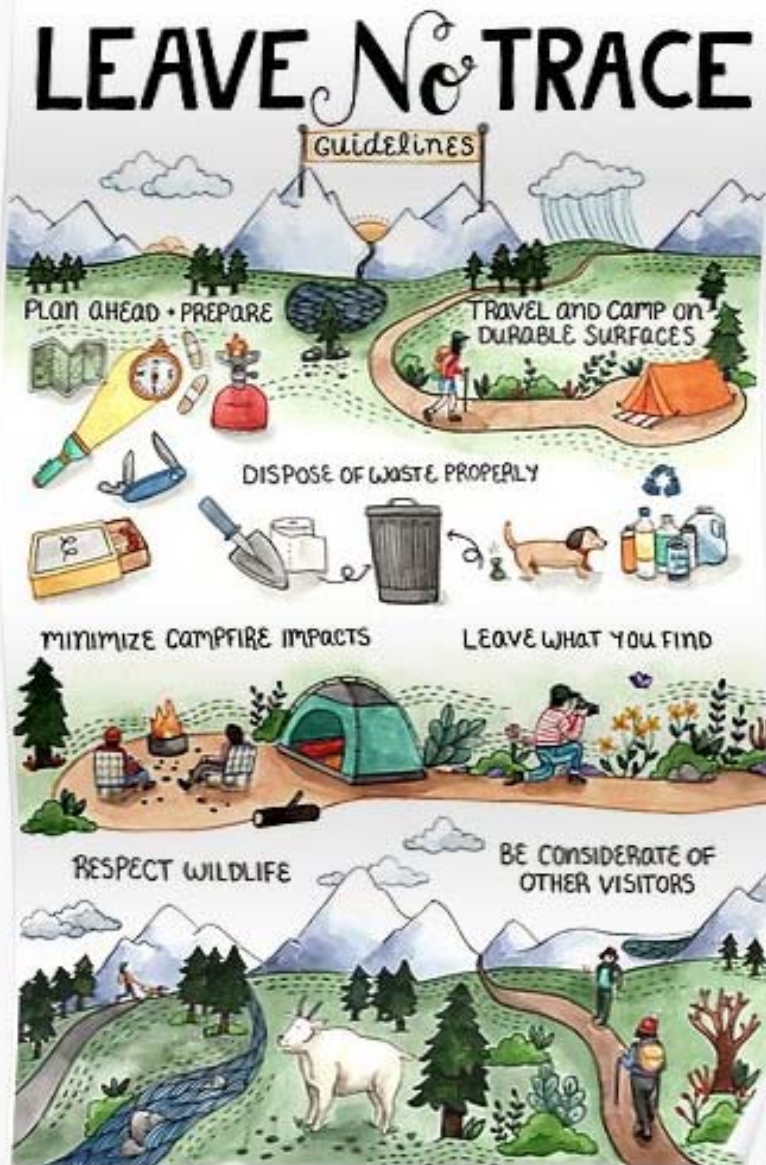 LEAVE No TRACE
GUIDELINES
PLAN AHEAD + PREPARE
TRAVEL AND CAMP ON
DURABLE SURFACES
DISPOSE OF WASTE PROPERLY
MINIMIZE CAMPFIRE IMPACTS
LEAVE WHAT YOU FIND
RESPECT WILDLIFE
BE CONSIDERATE OF
OTHER VISITORS